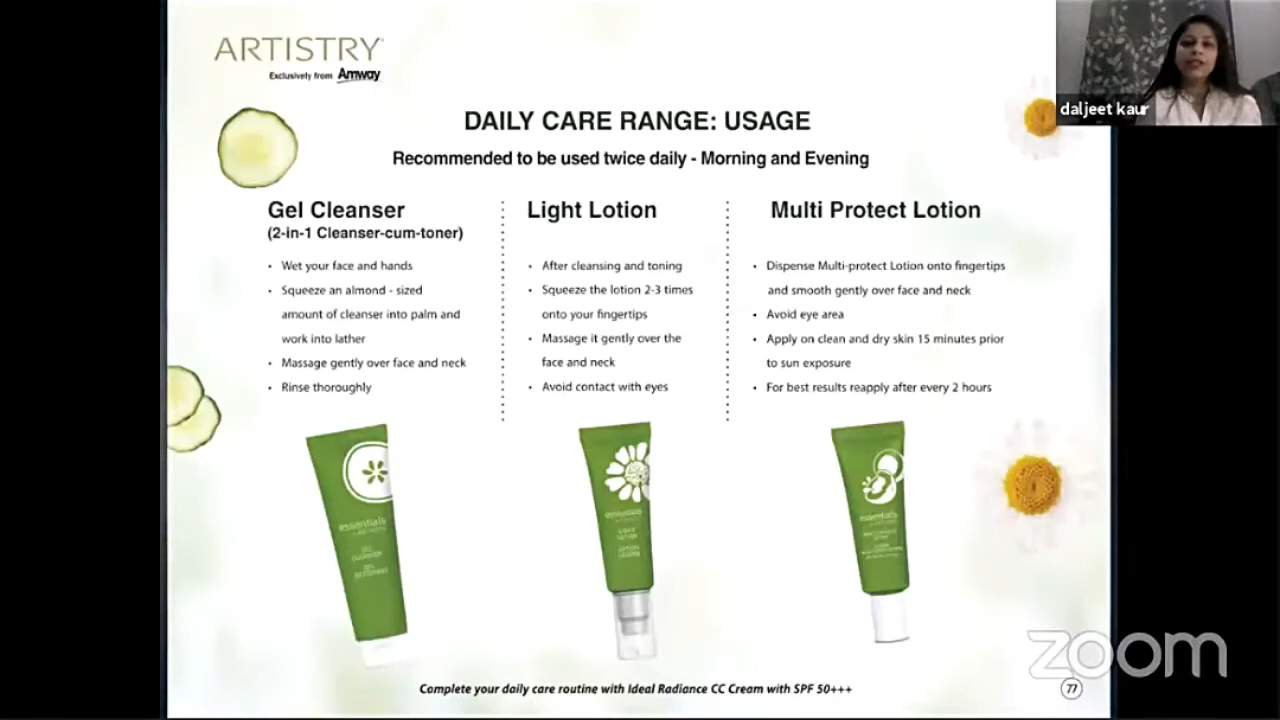 ARTISTRY
Exclusively from Amway
daljeet kaur
DAILY CARE RANGE: USAGE
Recommended to be used twice daily - Morning and Evening
Gel Cleanser
(2-in-1 Cleanser-cum-toner)
• Wet your face and hands
• Squeeze an almond - sized
amount of cleanser into palm and
work into lather
• Massage gently over face and neck
• Rinse thoroughly
Light Lotion
• After cleansing and toning
• Squeeze the lotion 2-3 times
onto your fingertips
• Massage it gently over the
face and neck
• Avoid contact with eyes
Multi Protect Lotion
• Dispense Multi-protect Lotion onto fingertips
and smooth gently over face and neck
• Avoid eye area
• Apply on clean and dry skin 15 minutes prior
to sun exposure
• For best results reapply after every 2 hours
essentials
GEL
CLEANSER
essentials
LIGHT
LOTION
essentials
Complete your daily care routine with Ideal Radiance CC Cream with SPF 50+++
77
zoom